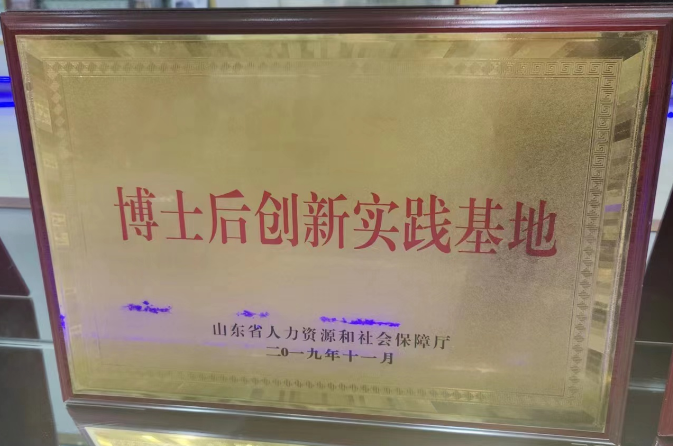 博士后创新实践基地
山东省人力资源和社会保障厅
二〇一九年十一月